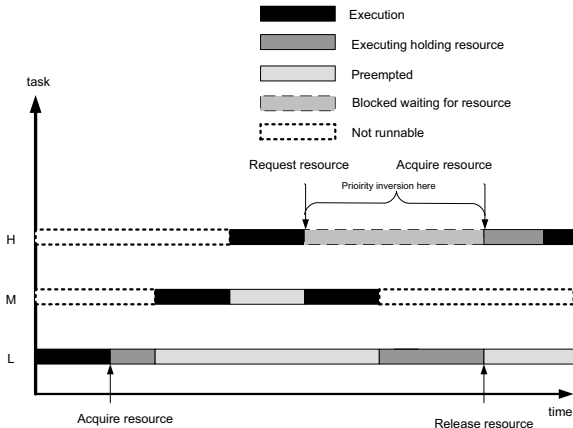 Execution
Executing holding resource
Preempted
Blocked waiting for resource
Not runnable
task
Request resource
Acquire resource
Prioirity inversion here
H
M
L
Acquire resource
Release resource
time